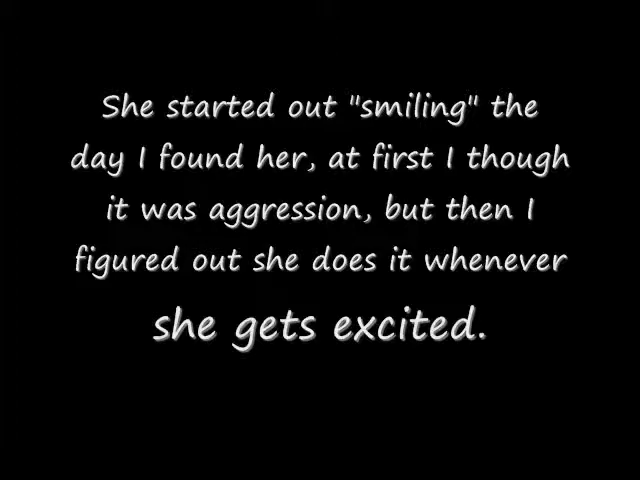 She started out "smiling" the
day I found her, at first I though
it was aggression, but then I
figured out she does it whenever
she gets excited.